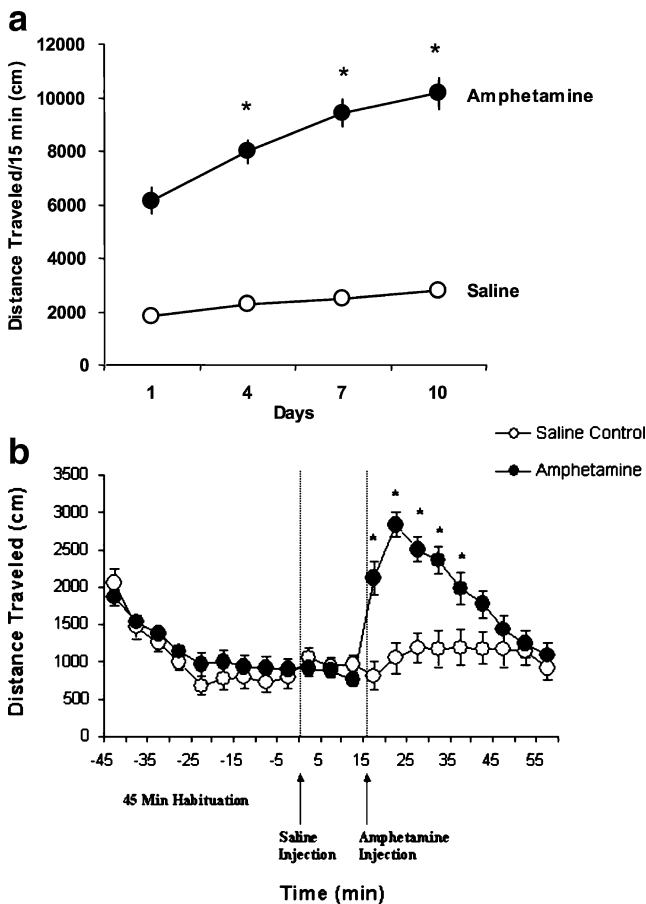 a
Distance Traveled/15 min (cm)
12000
10000
8000
6000
4000
2000
0
*
*
*
Amphetamine
Saline
1 4 7 10
Days
b
Saline Control
Amphetamine
Distance Traveled (cm)
3500
3000
2500
2000
1500
1000
500
0
*
*
*
*
*
-45 -35 -25 -15 -5 5 15 25 35 45 55
45 Min Habituation
Saline
Injection
Amphetamine
Injection
Time (min)